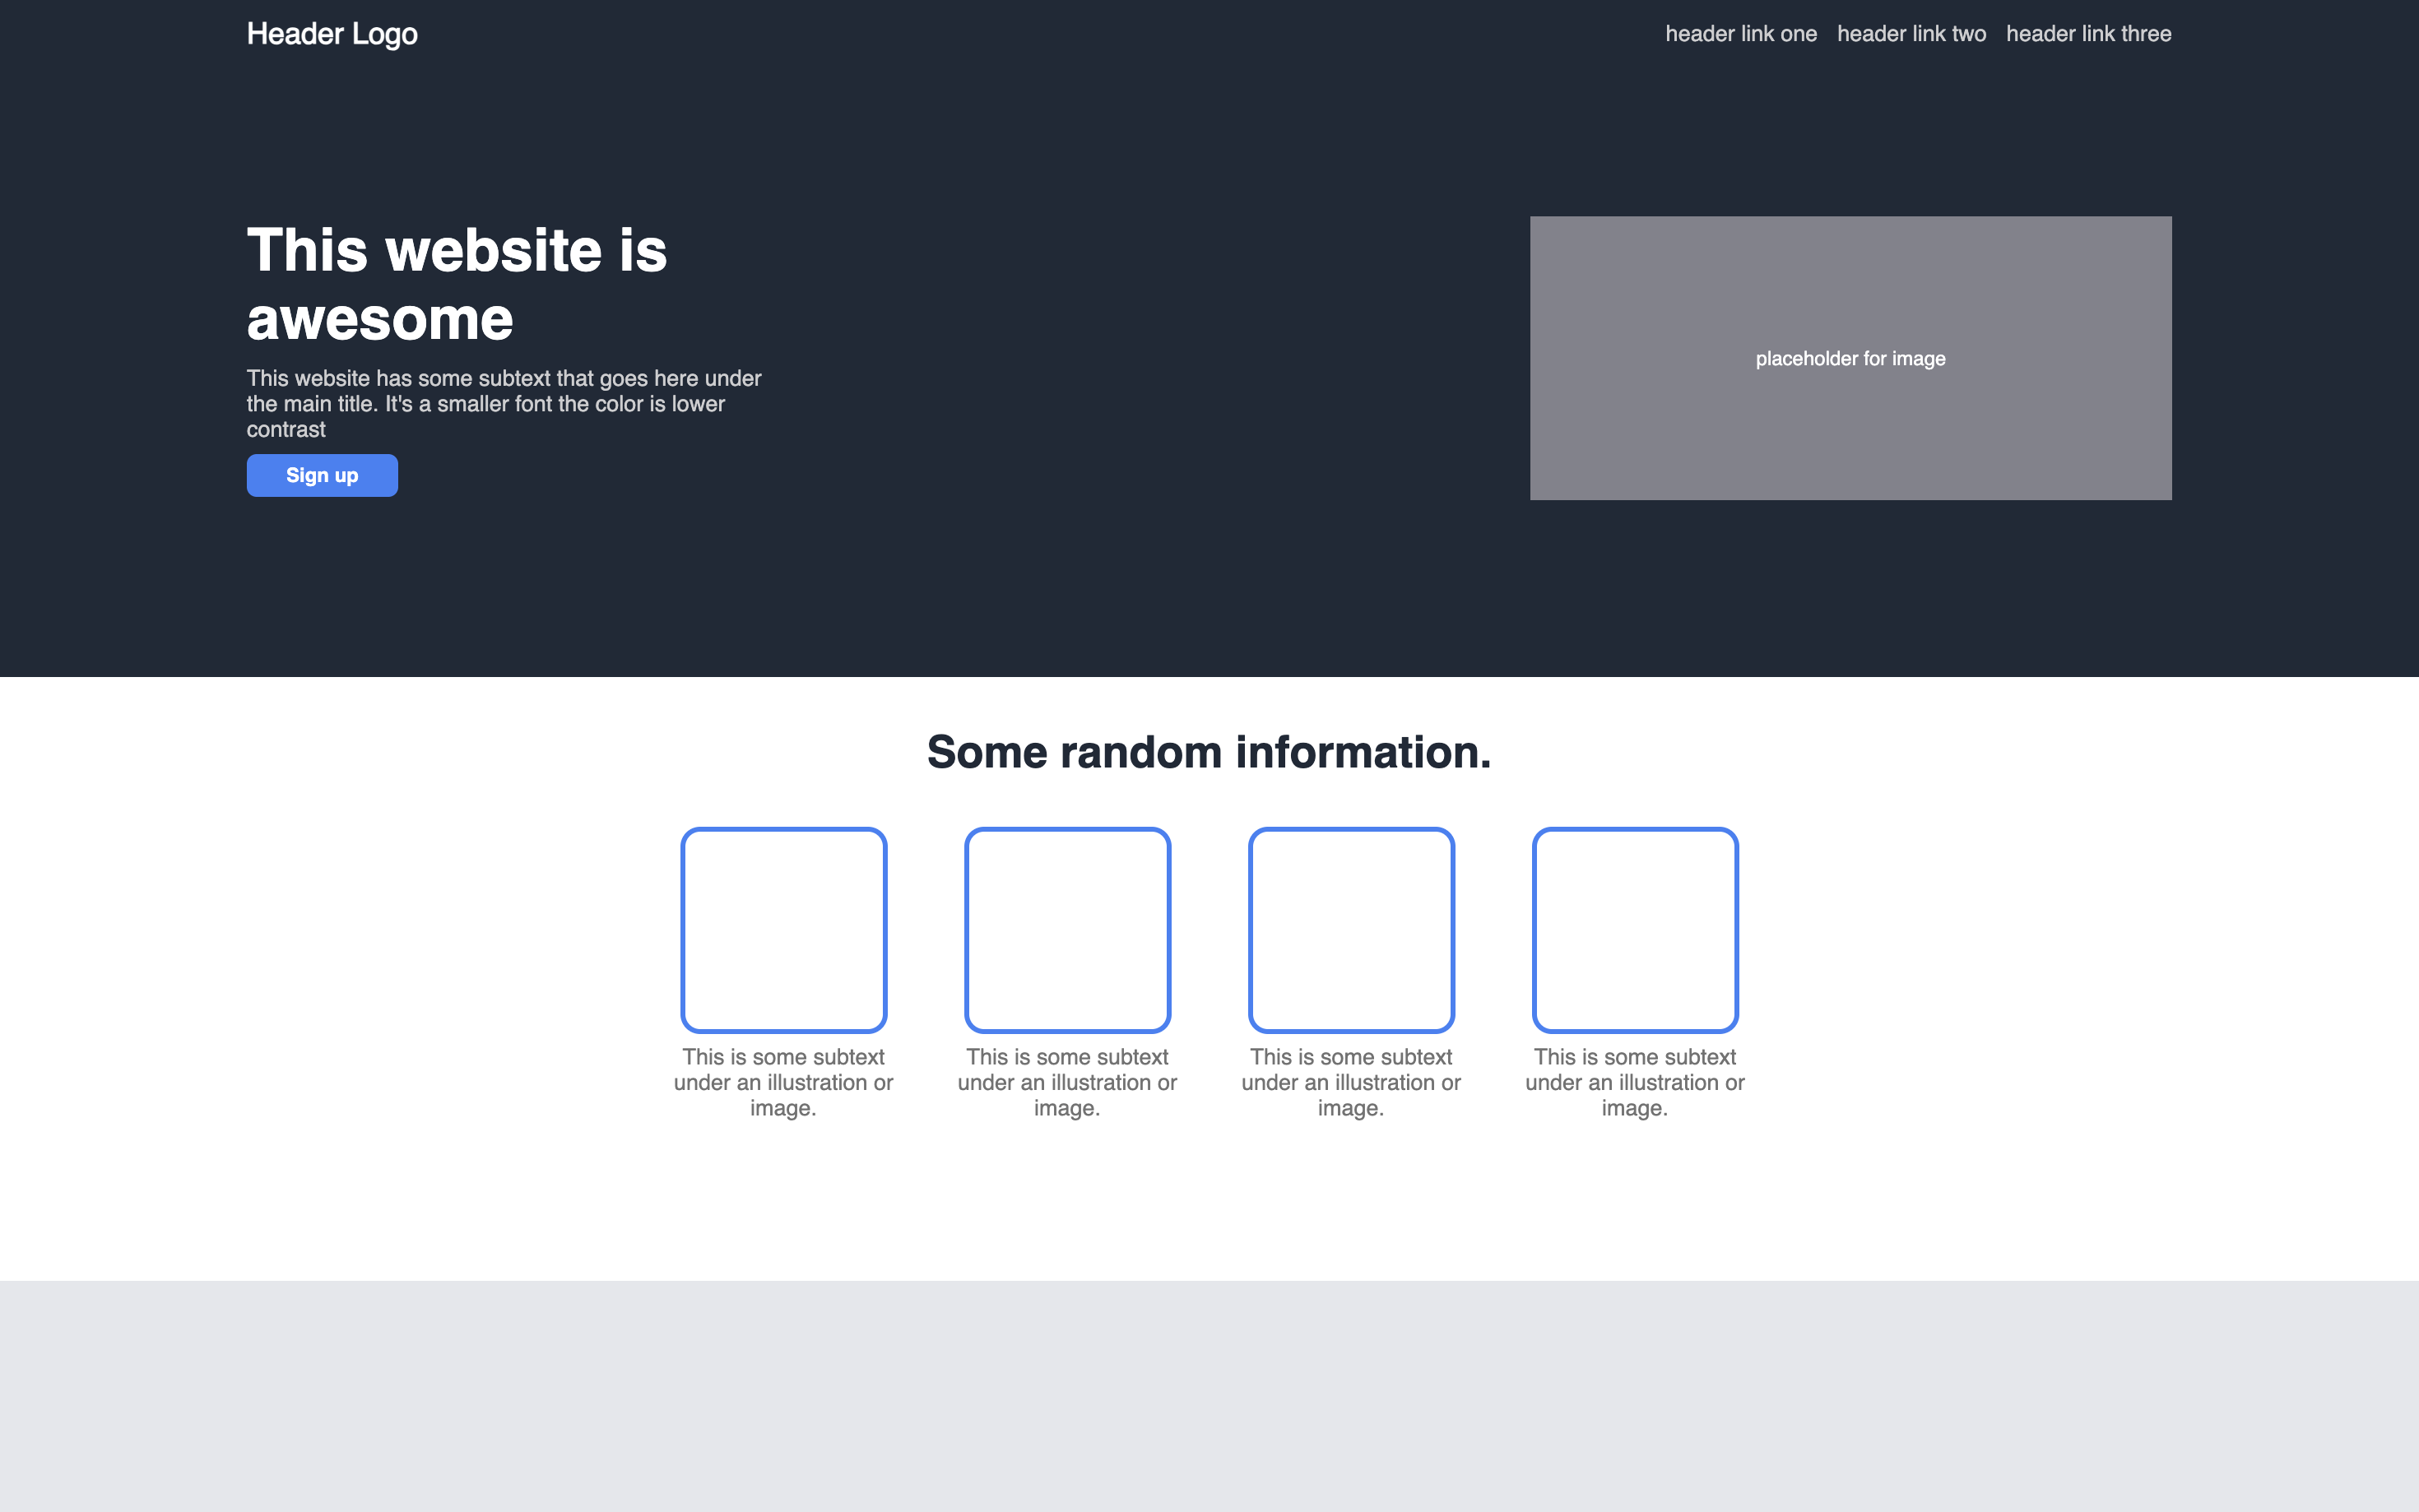 Header Logo
header link one header link two header link three
This website is
awesome
This website has some subtext that goes here under
the main title. It's a smaller font the color is lower
contrast
Sign up
placeholder for image
Some random information.
This is some subtext
under an illustration or
image.
This is some subtext
under an illustration or
image.
This is some subtext
under an illustration or
image.
This is some subtext
under an illustration or
image.